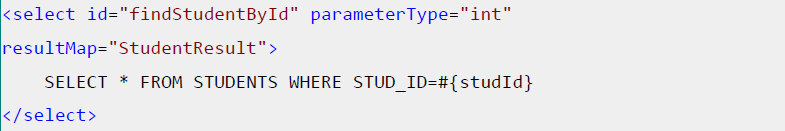 <select id="findStudentById" parameterType="int"
resultMap="StudentResult">
    SELECT * FROM STUDENTS WHERE STUD_ID=#{studId}
</select>